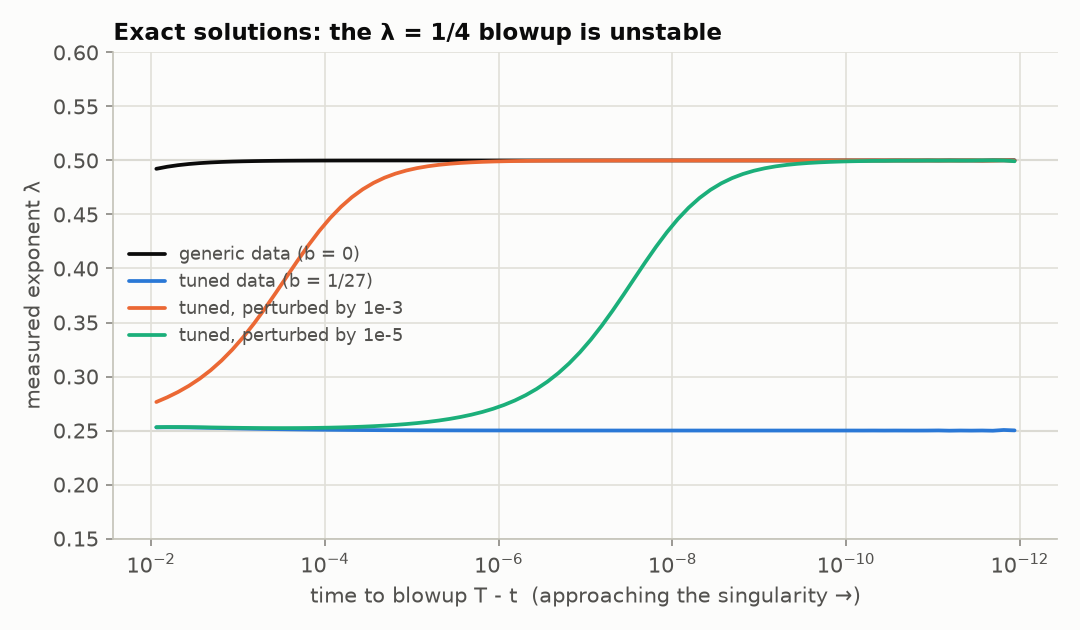 Exact solutions: the λ = 1/4 blowup is unstable
0.60
0.55
0.50
0.45
0.40
0.35
0.30
0.25
0.20
0.15
measured exponent λ
generic data (b = 0)
tuned data (b = 1/27)
tuned, perturbed by 1e-3
tuned, perturbed by 1e-5
10⁻² 10⁻⁴ 10⁻⁶ 10⁻⁸ 10⁻¹⁰ 10⁻¹²
time to blowup T - t (approaching the singularity →)